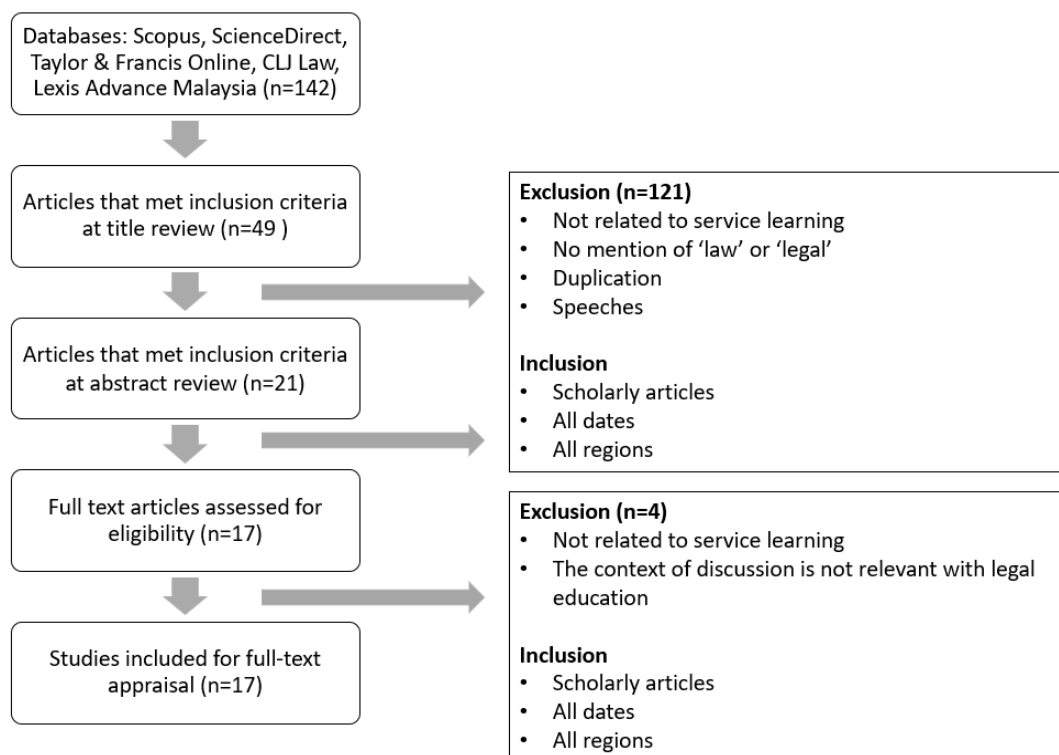 Databases: Scopus, ScienceDirect,
Taylor & Francis Online, CLJ Law,
Lexis Advance Malaysia (n=142)
Articles that met inclusion criteria
at title review (n=49 )
Articles that met inclusion criteria
at abstract review (n=21)
Full text articles assessed for
eligibility (n=17)
Studies included for full-text
appraisal (n=17)
Exclusion (n=121)
• Not related to service learning
• No mention of ‘law’ or ‘legal’
• Duplication
• Speeches
Inclusion
• Scholarly articles
• All dates
• All regions
Exclusion (n=4)
• Not related to service learning
• The context of discussion is not relevant with legal
education
Inclusion
• Scholarly articles
• All dates
• All regions